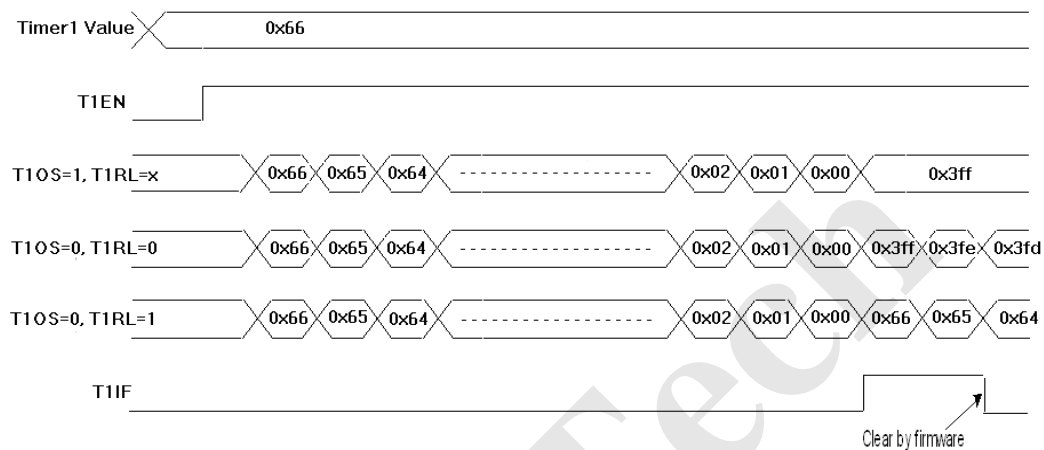 Timer1 Value 0x66
T1EN
T1OS=1, T1RL=x 0x66 0x65 0x64 0x02 0x01 0x00 0x3ff
T1OS=0, T1RL=0 0x66 0x65 0x64 0x02 0x01 0x00 0x3ff 0x3fe 0x3fd
T1OS=0, T1RL=1 0x66 0x65 0x64 0x02 0x01 0x00 0x66 0x65 0x64
T1IF
Clear by firmware
Tech